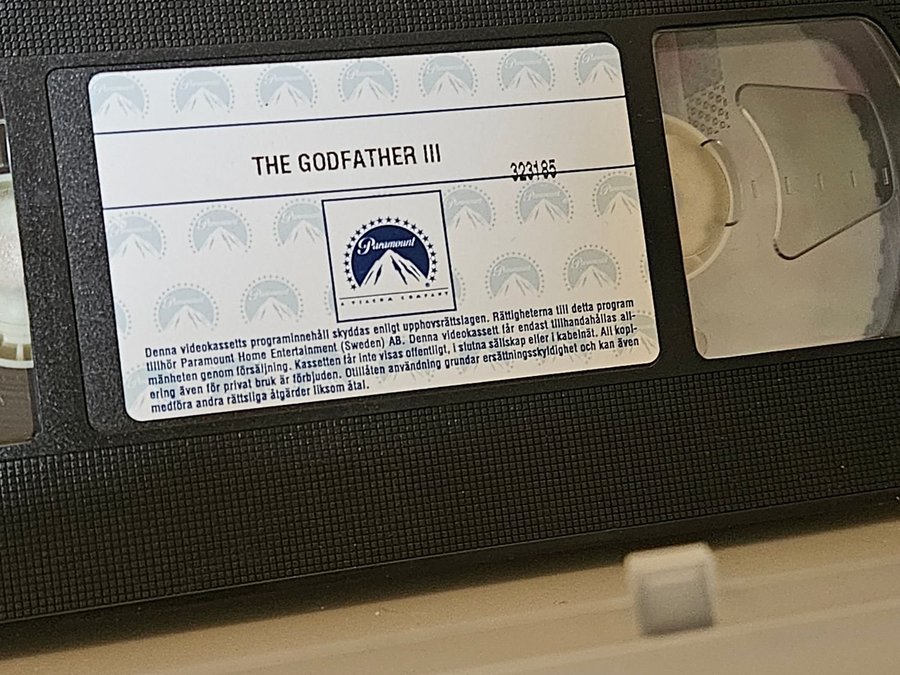 THE GODFATHER III
323185
Paramount
A VIACOM COMPANY
Denna videokassetts programinnehåll skyddas enligt upphovsrättslagen. Rättigheterna till detta program
tillhör Paramount Home Entertainment (Sweden) AB. Denna videokassett får endast tillhandahållas all-
mänheten genom försäljning. Kassetten får inte visas offentligt, i slutna sällskap eller i kabelnät. All kopi-
ering även för privat bruk är förbjuden. Otillåten användning grundar ersättningsskyldighet och kan även
medföra andra rättsliga åtgärder liksom åtal.